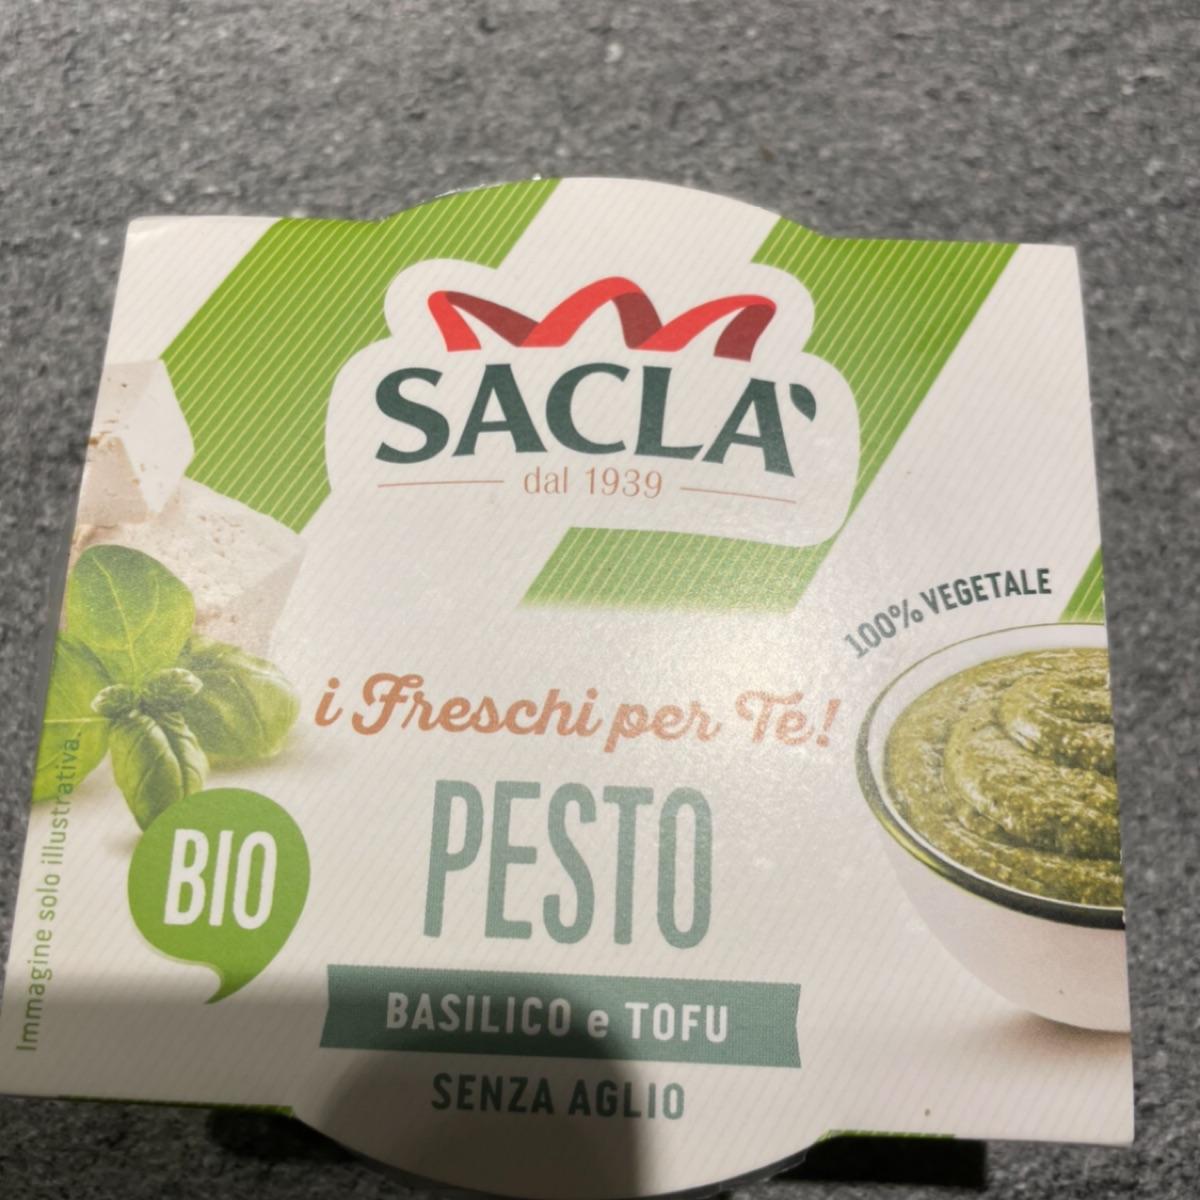 SACLA'
dal 1939
100% VEGETALE
i Freschi per Te!
PESTO
BIO
BASILICO e TOFU
SENZA AGLIO
Immagine solo illustrativa.